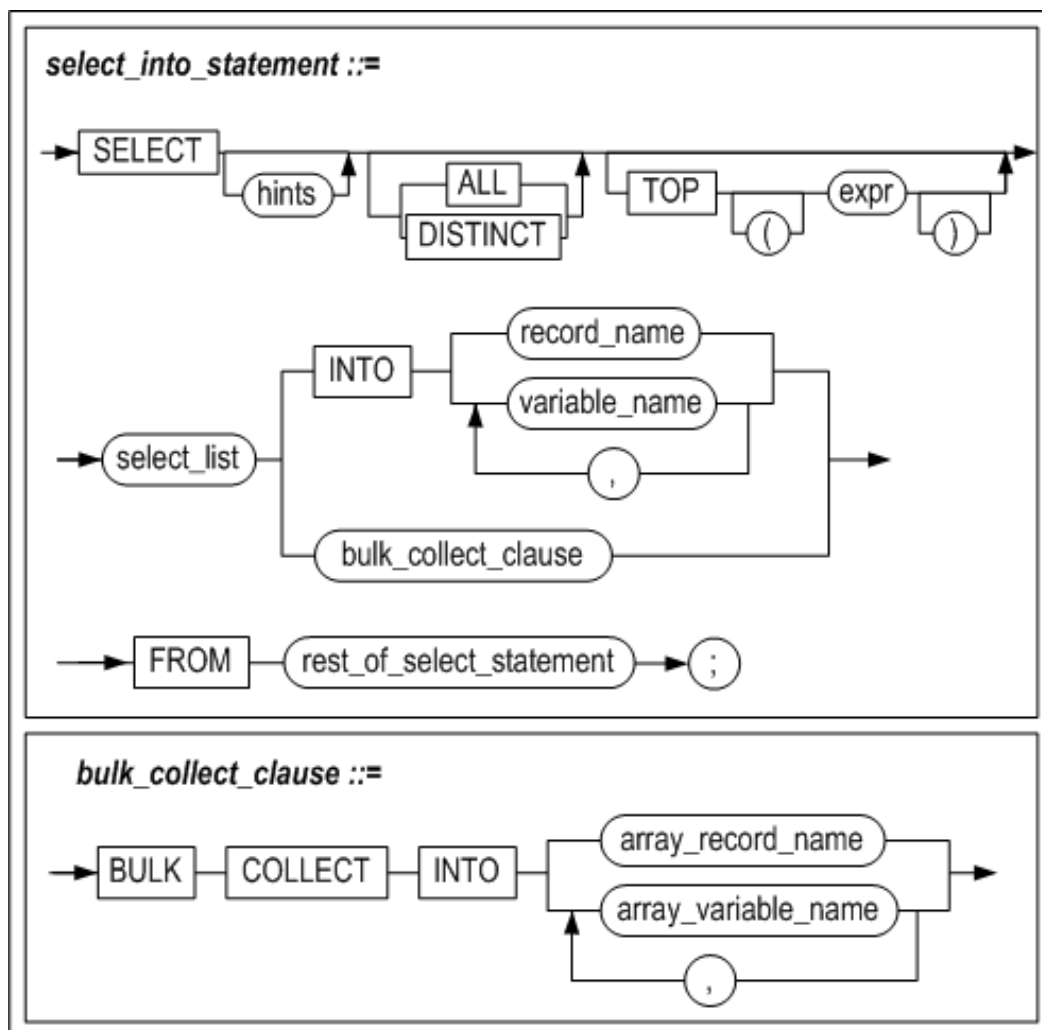 select_into_statement ::=
SELECT hints ALL DISTINCT TOP ( expr )
select_list INTO record_name variable_name , bulk_collect_clause
FROM rest_of_select_statement ;
bulk_collect_clause ::=
BULK COLLECT INTO array_record_name array_variable_name ,